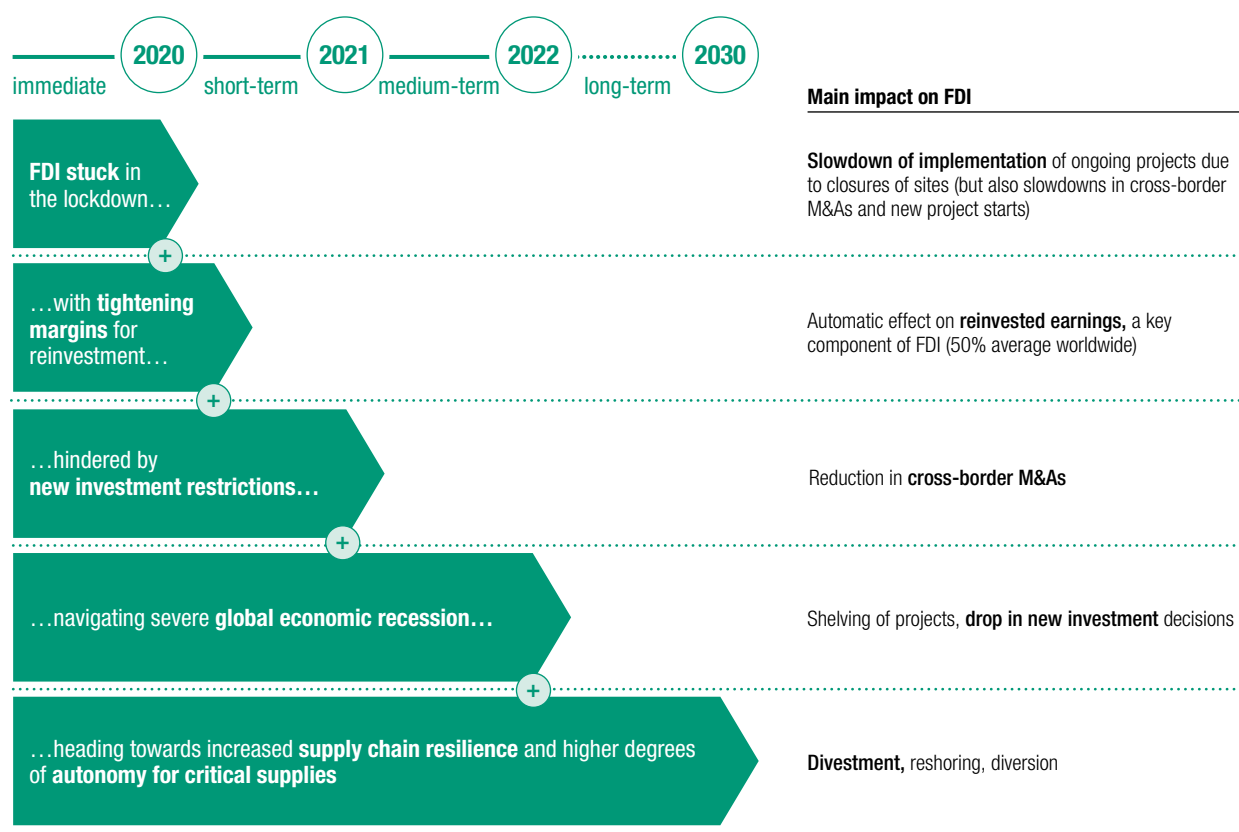 2020
2021
2022
2030
immediate
short-term
medium-term
long-term
Main impact on FDI
FDI stuck in
the lockdown…
Slowdown of implementation of ongoing projects due
to closures of sites (but also slowdowns in cross-border
M&As and new project starts)
+
…with tightening
margins for
reinvestment…
Automatic effect on reinvested earnings, a key
component of FDI (50% average worldwide)
+
…hindered by
new investment restrictions…
Reduction in cross-border M&As
+
…navigating severe global economic recession…
Shelving of projects, drop in new investment decisions
+
…heading towards increased supply chain resilience and higher degrees
of autonomy for critical supplies
Divestment, reshoring, diversion